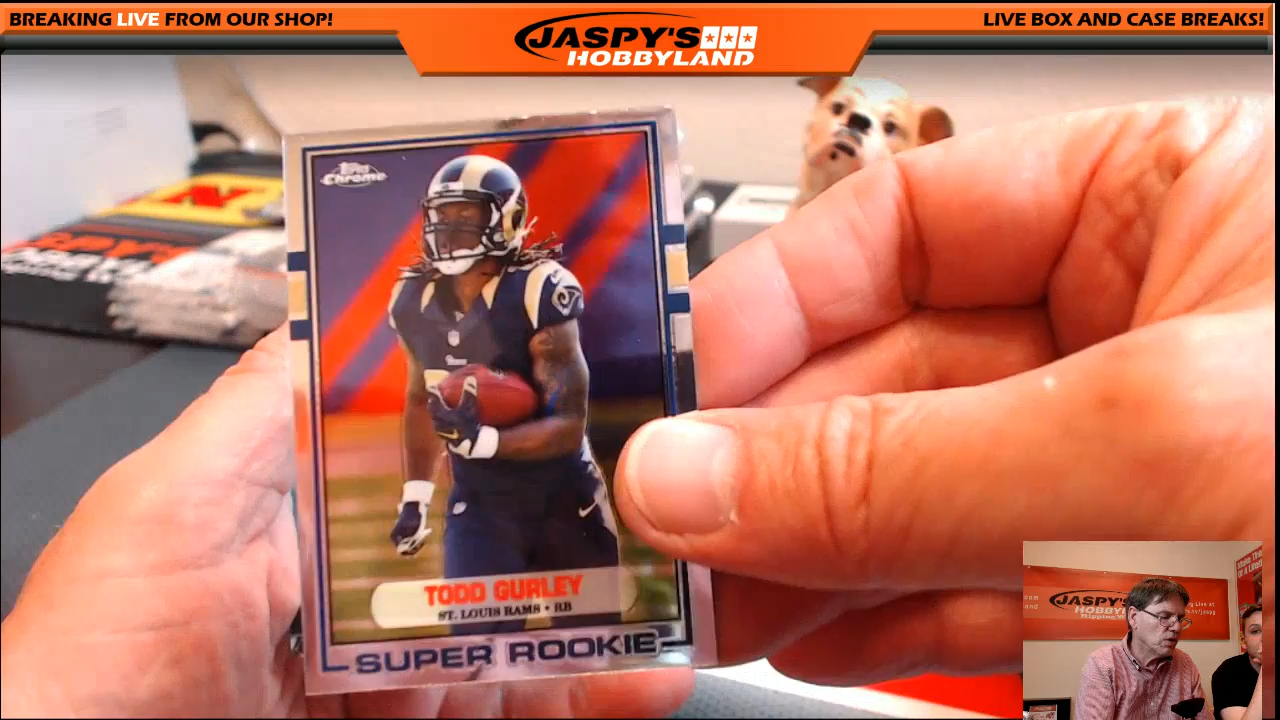 BREAKING LIVE FROM OUR SHOP!
JASPY'S
HOBBYLAND
LIVE BOX AND CASE BREAKS!
Topps
Chrome
N
TODD GURLEY
ST. LOUIS RAMS • RB
SUPER ROOKIE
JASPY'S